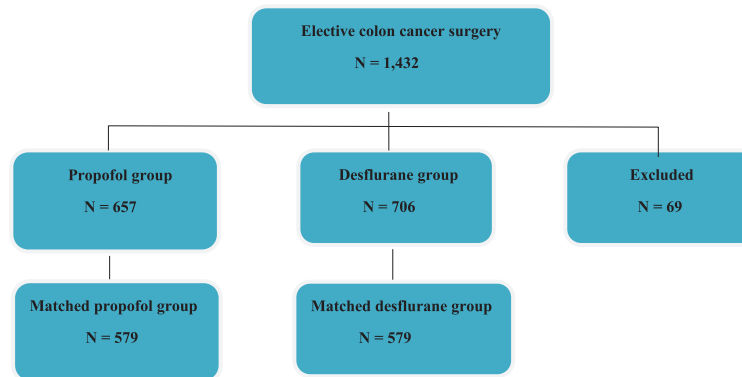 Elective colon cancer surgery
N = 1,432
Propofol group
N = 657
Desflurane group
N = 706
Excluded
N = 69
Matched propofol group
N = 579
Matched desflurane group
N = 579